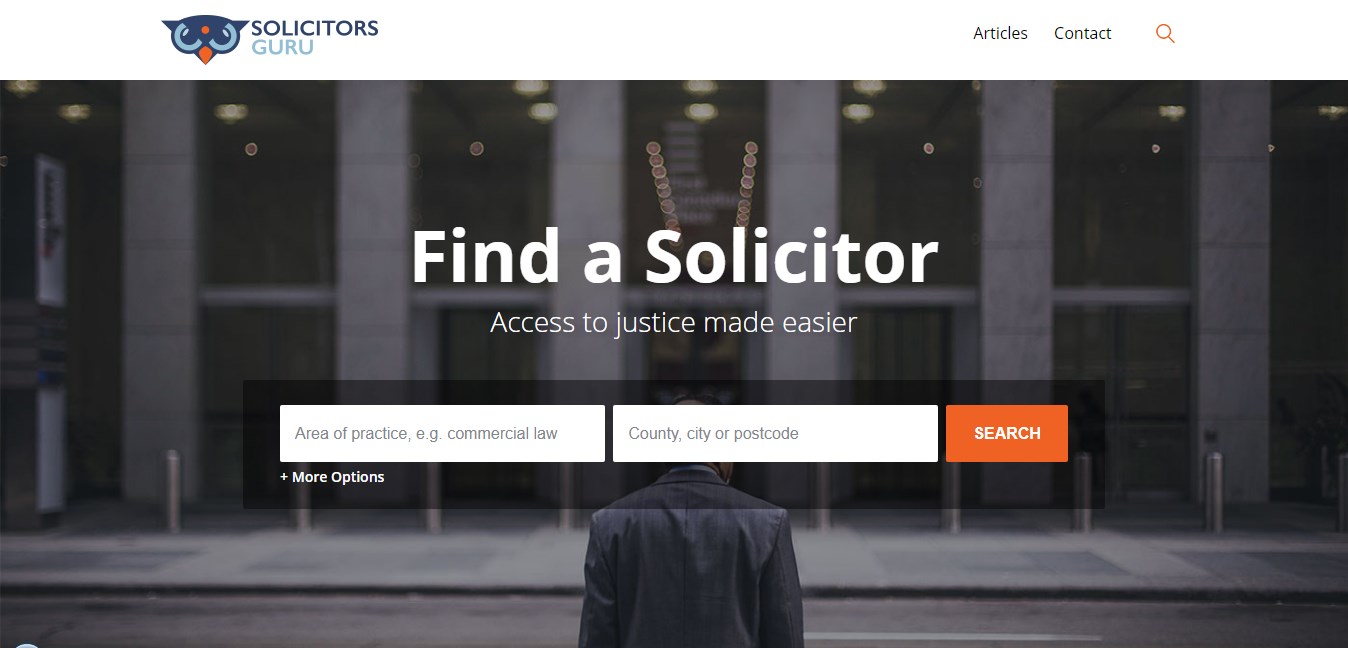 SOLICITORS
GURU
Articles
Contact
Find a Solicitor
Access to justice made easier
Area of practice, e.g. commercial law
County, city or postcode
SEARCH
+ More Options